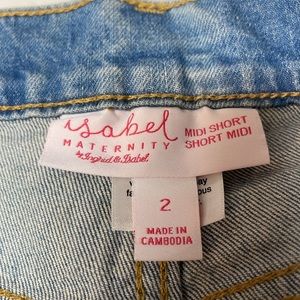 isabel
MATERNITY
by Ingrid & Isabel.
MIDI SHORT
SHORT MIDI
2
MADE IN
CAMBODIA